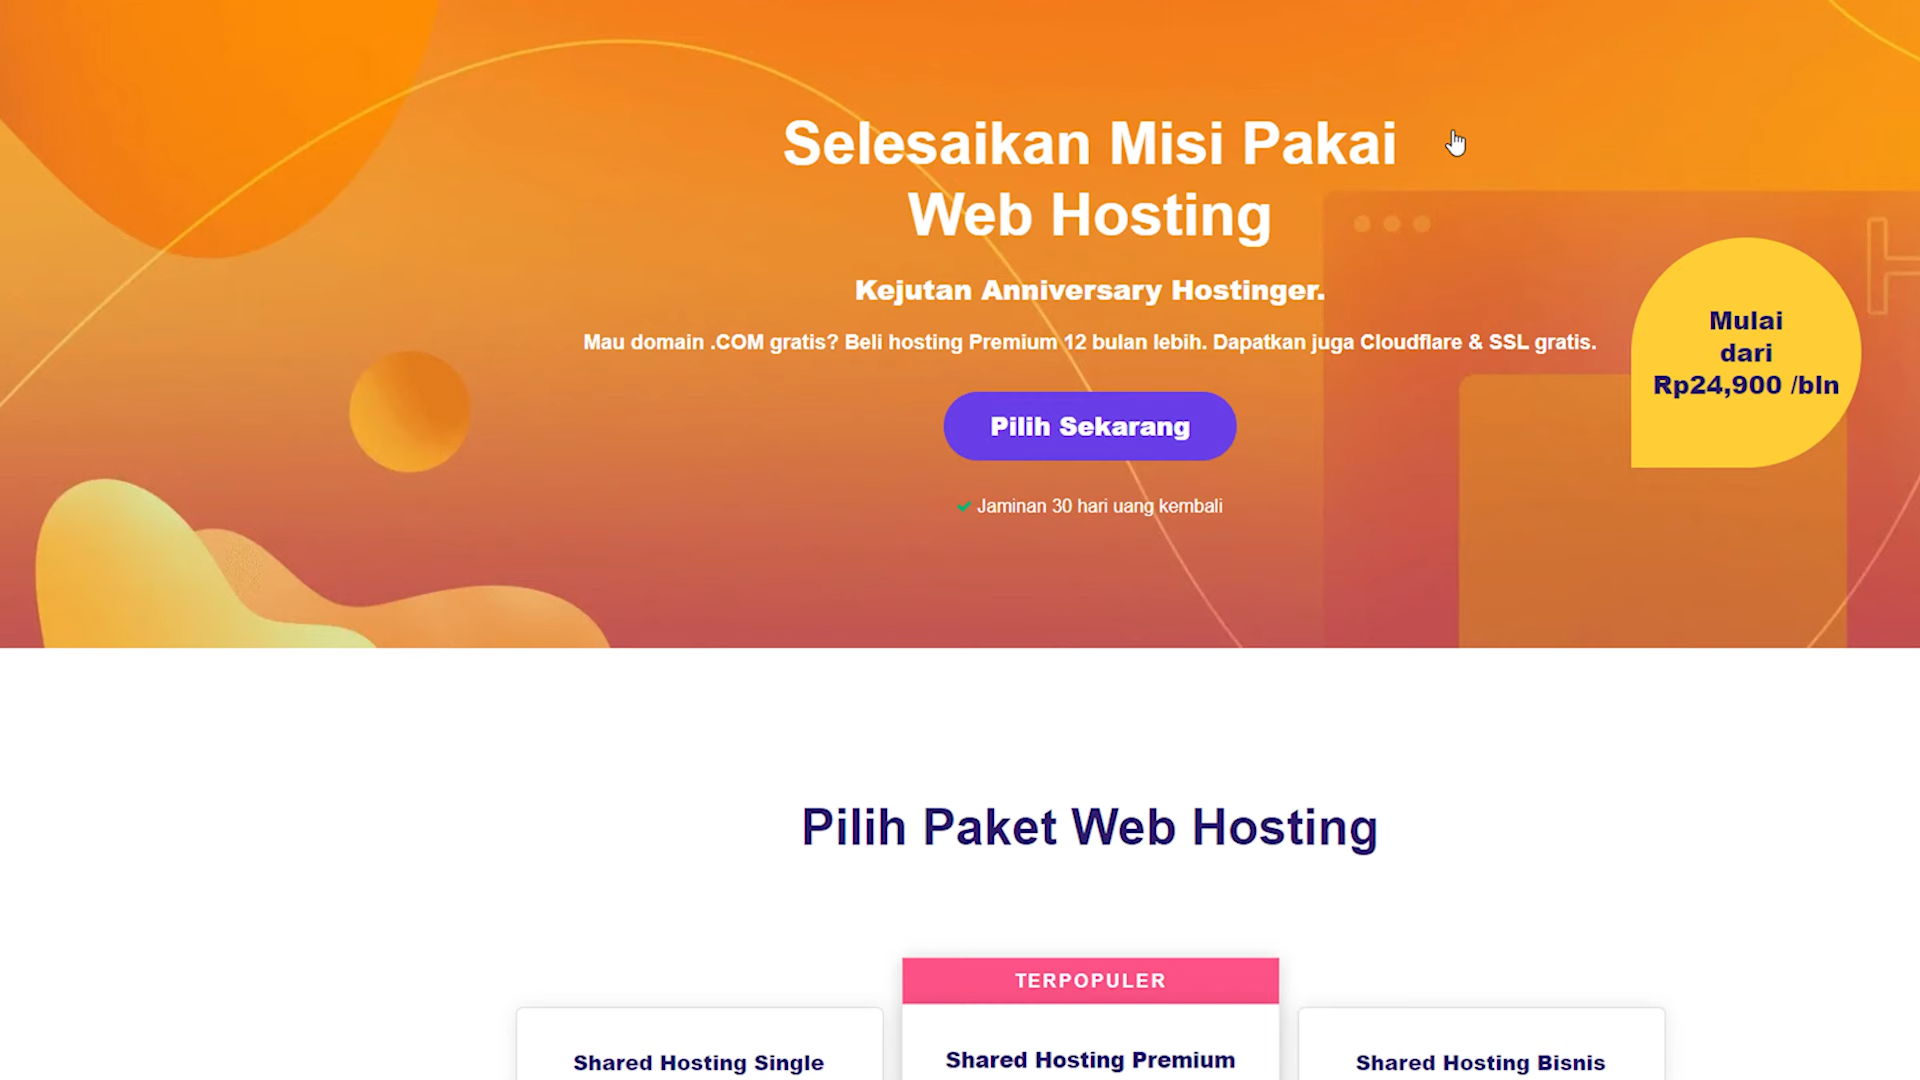 Selesaikan Misi Pakai
Web Hosting
Kejutan Anniversary Hostinger.
Mau domain .COM gratis? Beli hosting Premium 12 bulan lebih. Dapatkan juga Cloudflare & SSL gratis.
Pilih Sekarang
Jaminan 30 hari uang kembali
Mulai
dari
Rp24,900 /bln
Pilih Paket Web Hosting
TERPOPULER
Shared Hosting Single
Shared Hosting Premium
Shared Hosting Bisnis